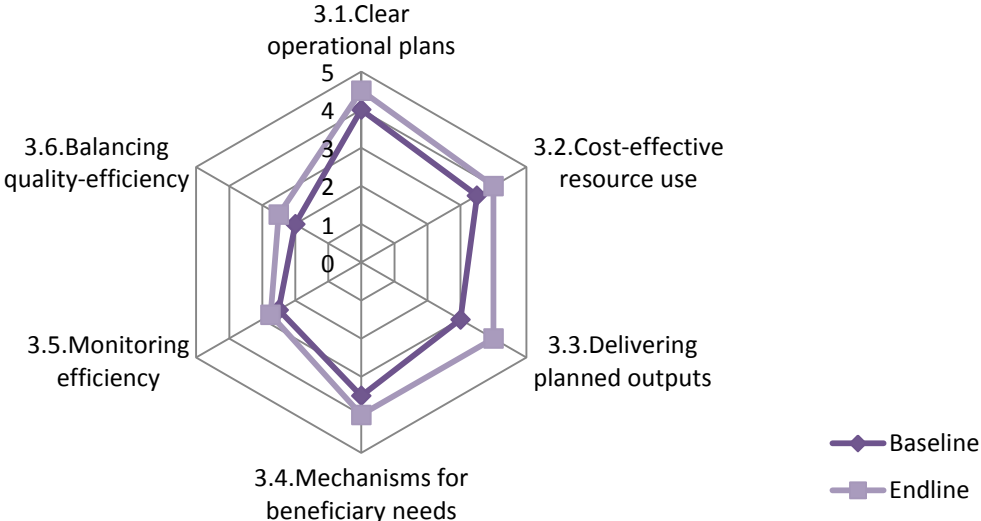 3.1.Clear
operational plans
5
4
3
2
1
0
3.2.Cost-effective
resource use
3.3.Delivering
planned outputs
3.4.Mechanisms for
beneficiary needs
3.5.Monitoring
efficiency
3.6.Balancing
quality-efficiency
Baseline
Endline